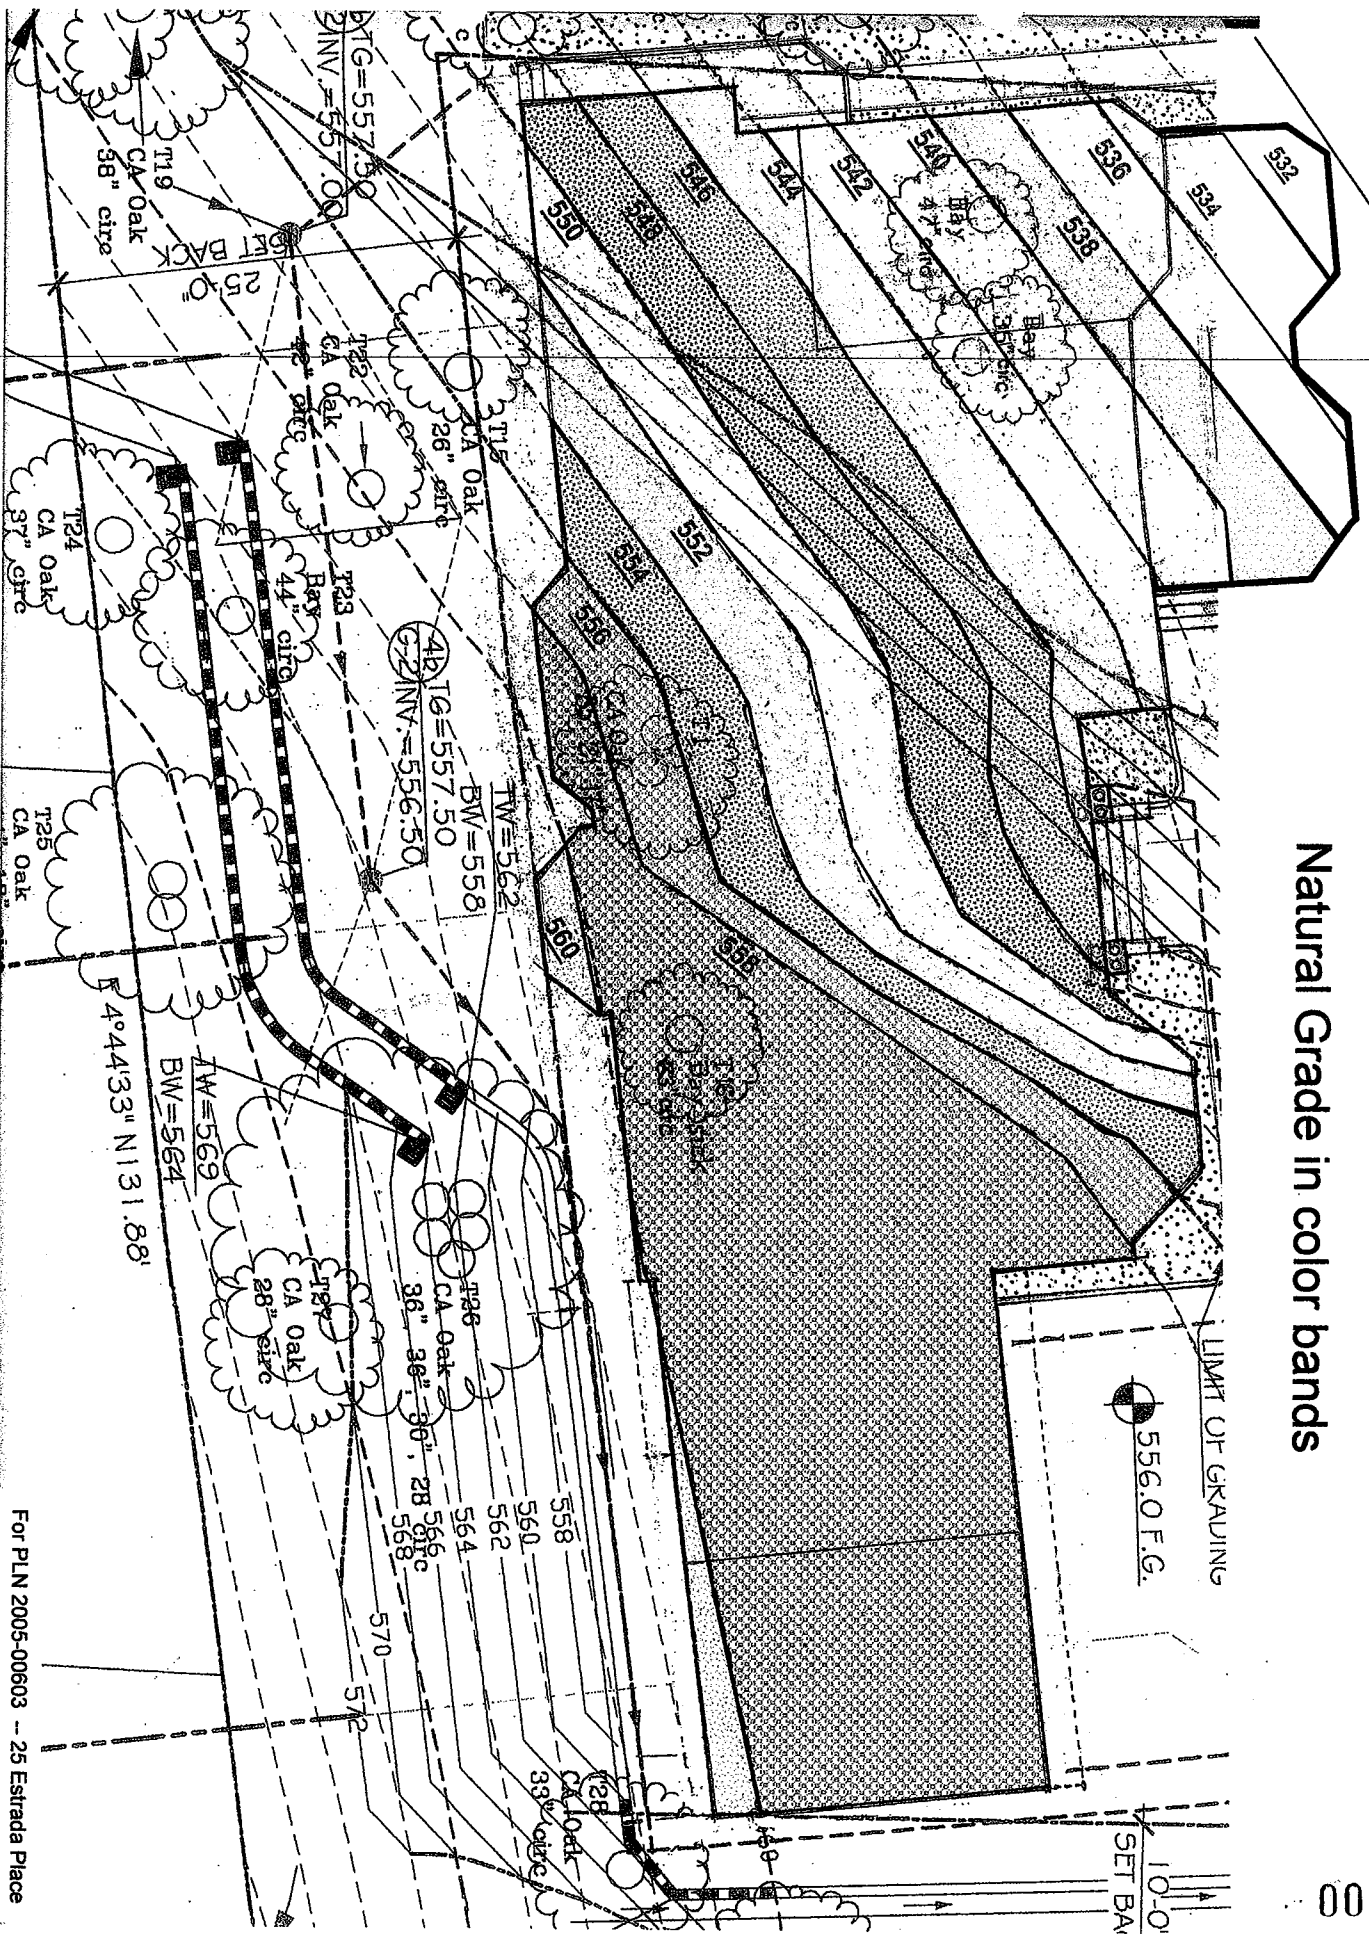 Natural Grade in color bands
00
532
534
536
538
540
542
544
546
548
550
552
554
556
558
560
Bay
47" circ
Bay
35" circ
TG=557.50
INV.=557.00
T19
CA Oak
38" circ
SET BACK
25'-0"
T15
CA Oak
26" circ
T22
CA Oak
42" circ
T23
Bay
44" circ
T24
CA Oak
37" circ
4b
G-2
TG=557.50
INV.=556.50
TW=562
BW=558
T25
CA Oak
4°44'33" N 131.88'
TW=569
BW=564
T26
CA Oak
36", 36", 30", 28" circ
T27
CA Oak
28" circ
558
560
562
564
566
568
570
572
T28
CA Oak
33" circ
LIMIT OF GRADING
556.0 F.G.
10'-0"
SET BAC
For PLN 2005-00603 -- 25 Estrada Place